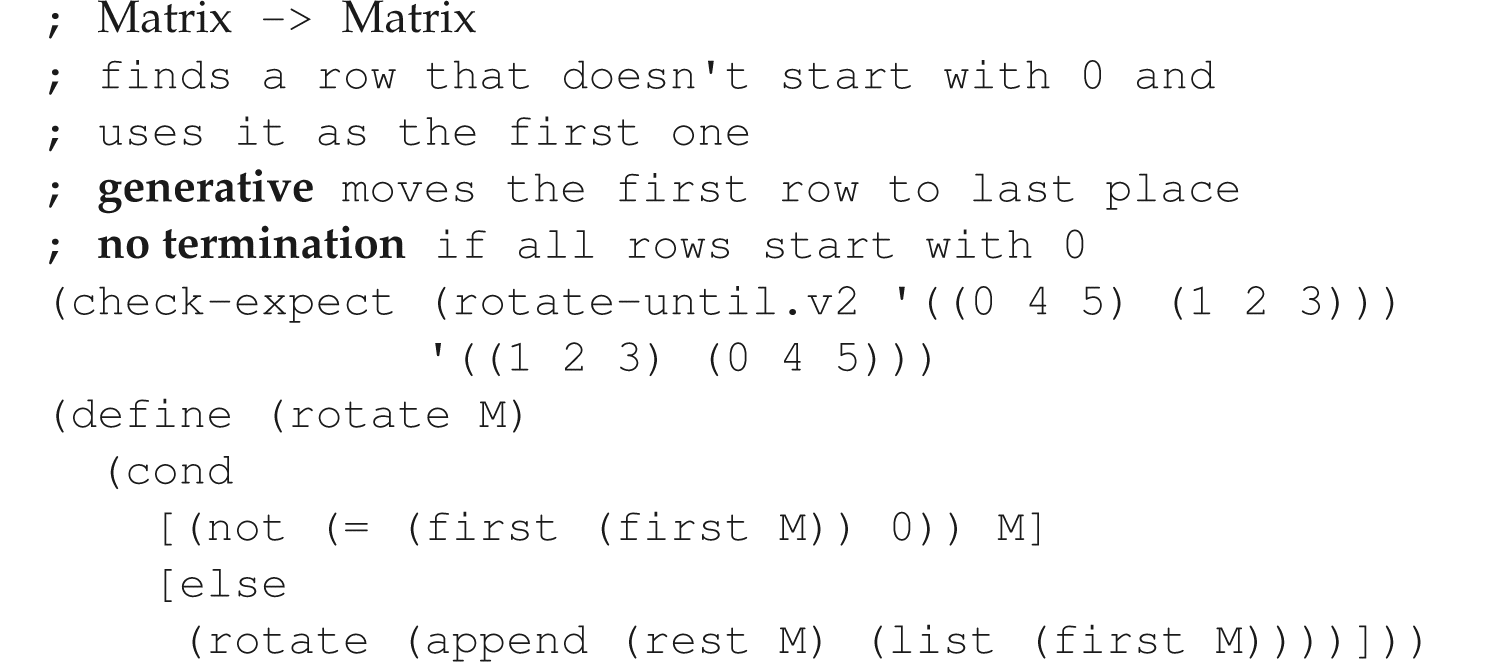 ; Matrix –> Matrix
; finds a row that doesn't start with 0 and
; uses it as the first one
; generative moves the first row to last place
; no termination if all rows start with 0
(check-expect (rotate-until.v2 '((0 4 5) (1 2 3)))
'((1 2 3) (0 4 5)))
(define (rotate M)
(cond
[(not (= (first (first M)) 0)) M]
[else
(rotate (append (rest M) (list (first M))))]))